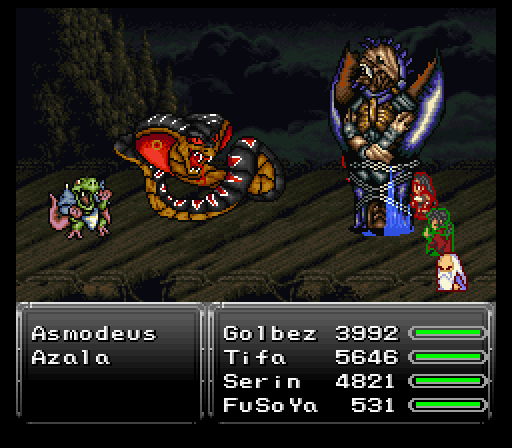 Asmodeus
Azala
Golbez 3992
Tifa 5646
Serin 4821
FuSoYa 531